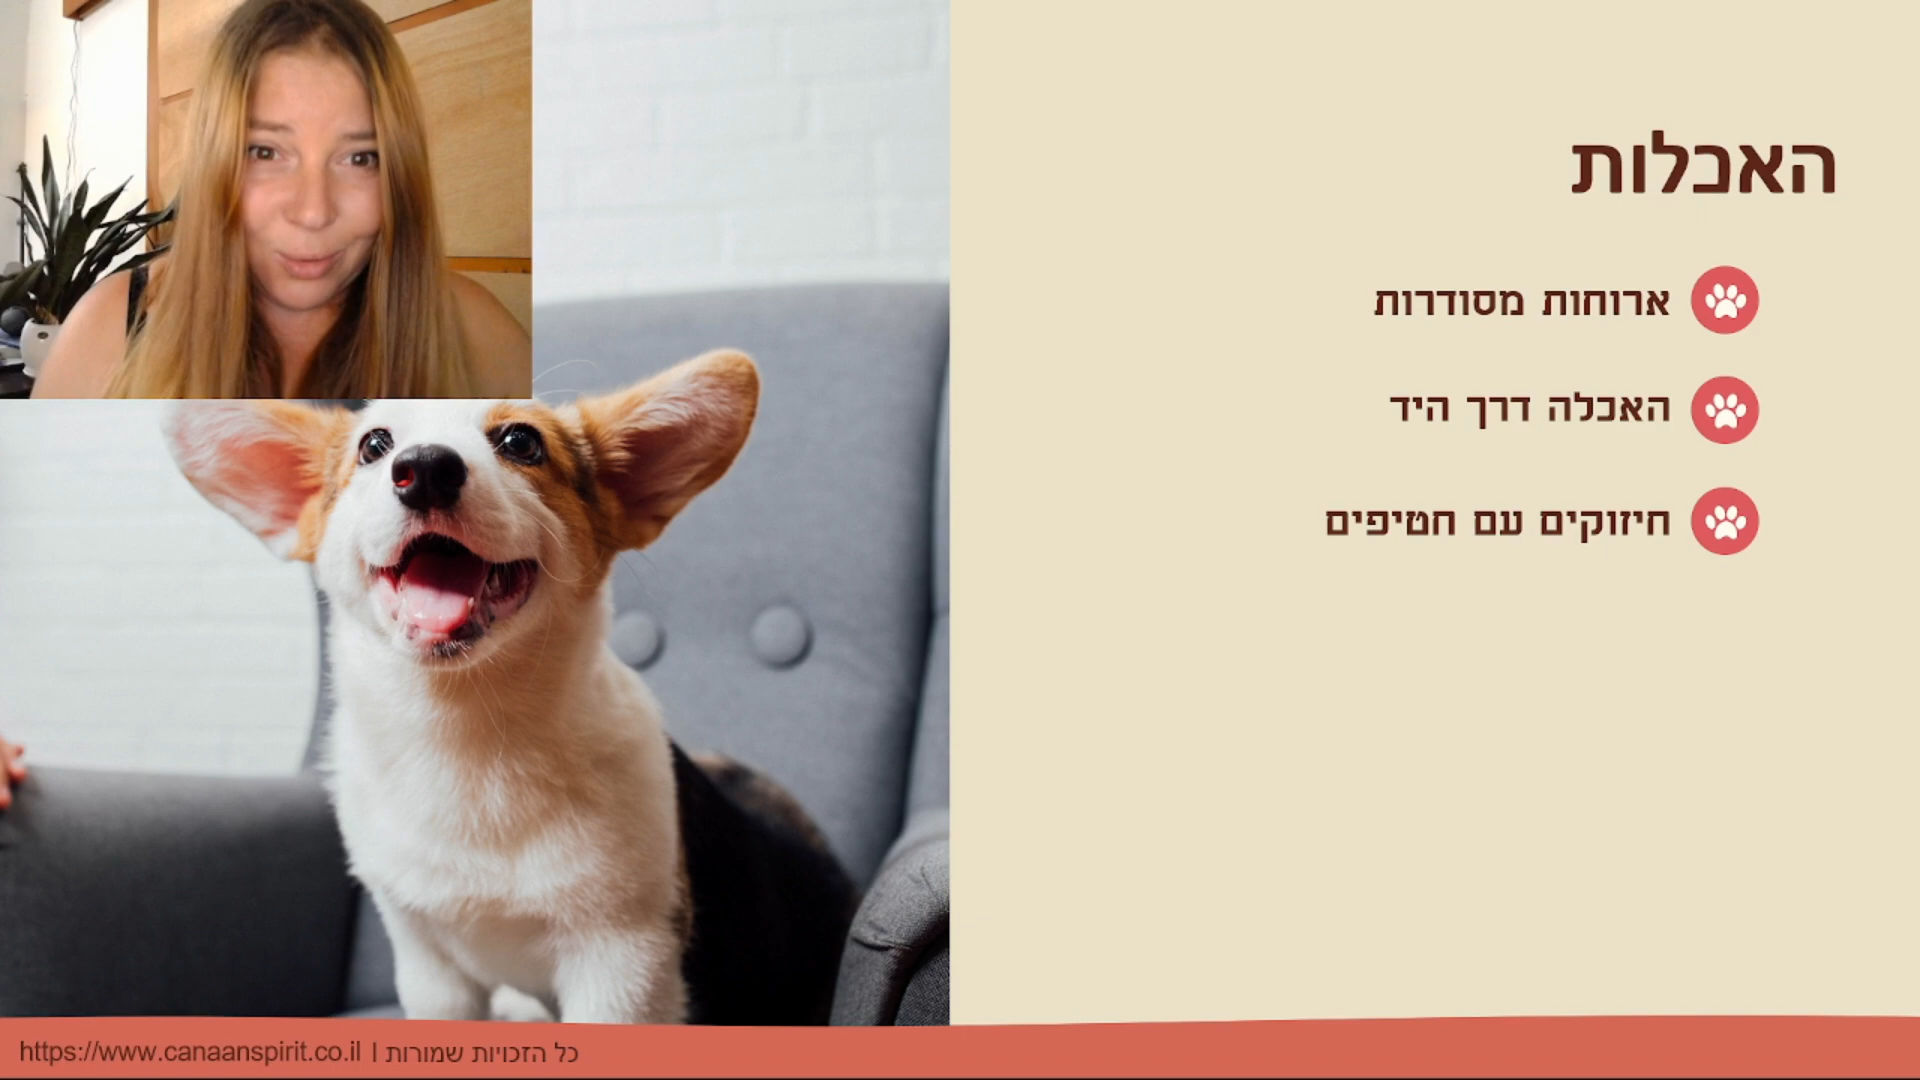 האכלות
ארוחות מסודרות
האכלה דרך היד
חיזוקים עם חטיפים
https://www.canaanspirit.co.il | כל הזכויות שמורות